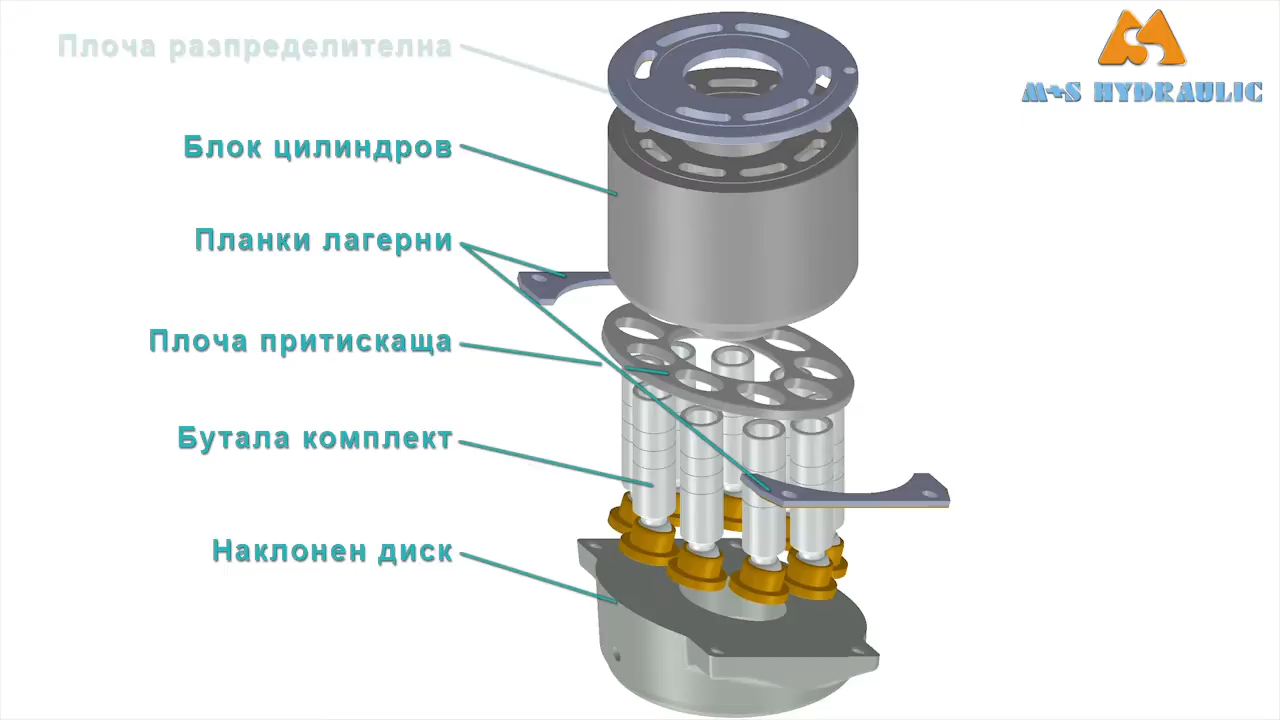 Плоча разпределителна
Блок цилиндров
Планки лагерни
Плоча притискаща
Бутала комплект
Наклонен диск
M+S HYDRAULIC